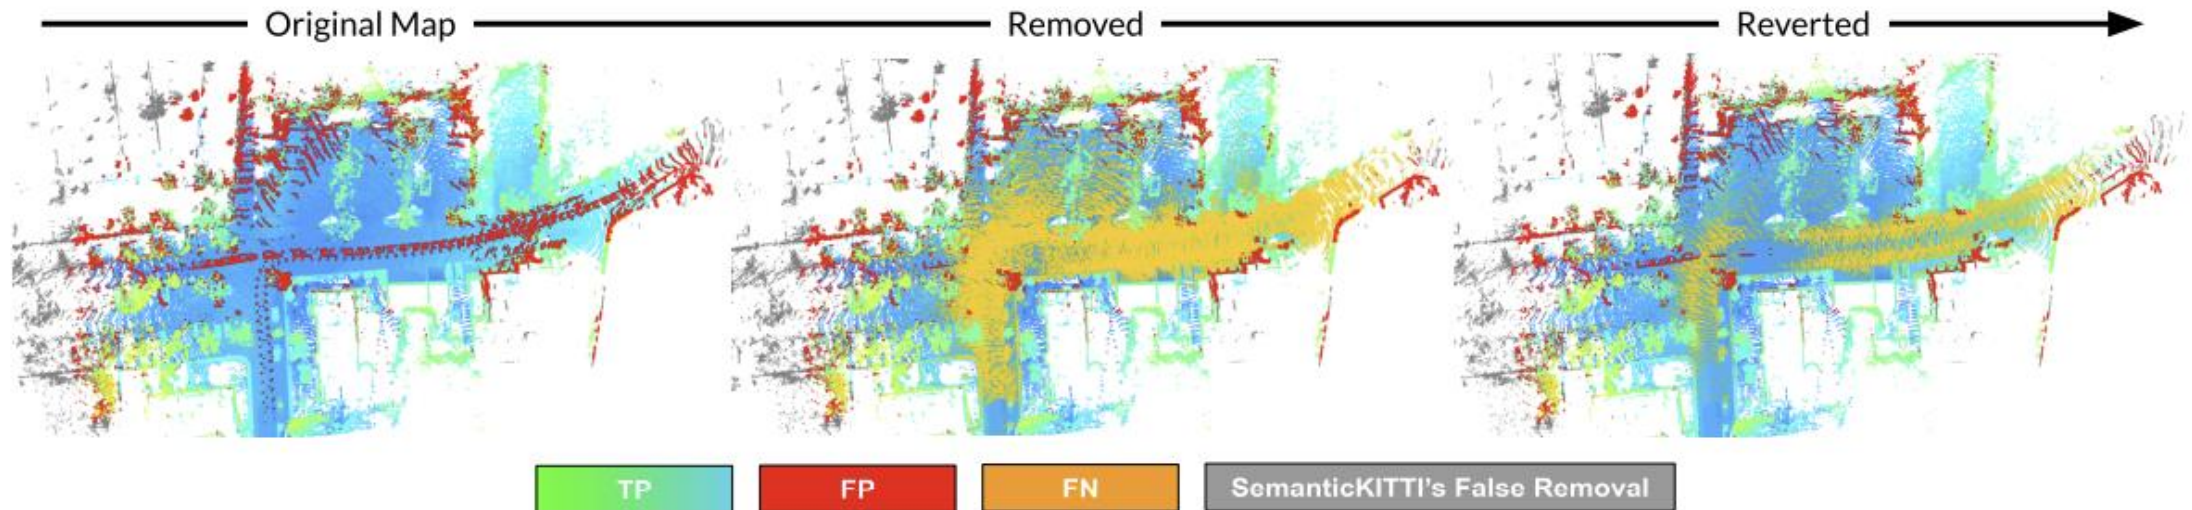 Original Map Removed Reverted
TP FP FN SemanticKITTI's False Removal